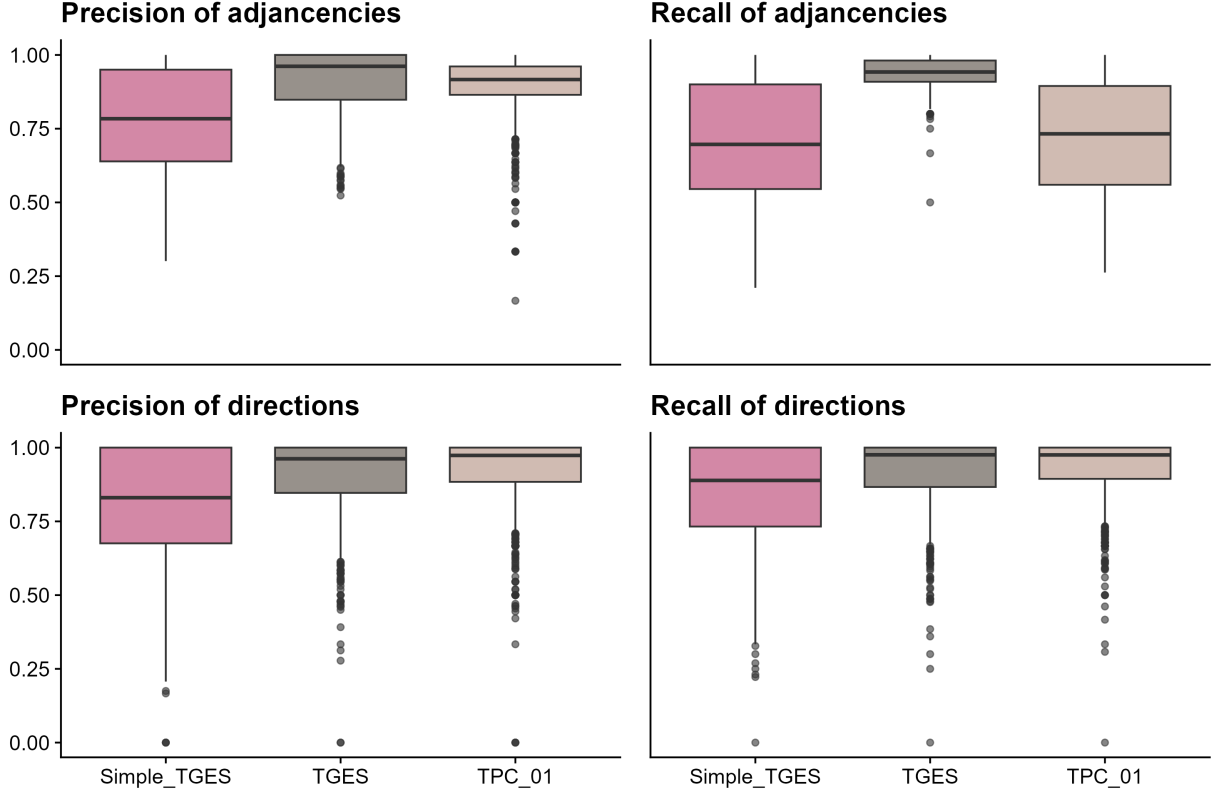 Precision of adjancencies
Recall of adjancencies
1.00
0.75
0.50
0.25
0.00
Precision of directions
Recall of directions
1.00
0.75
0.50
0.25
0.00
Simple_TGES TGES TPC_01
Simple_TGES TGES TPC_01